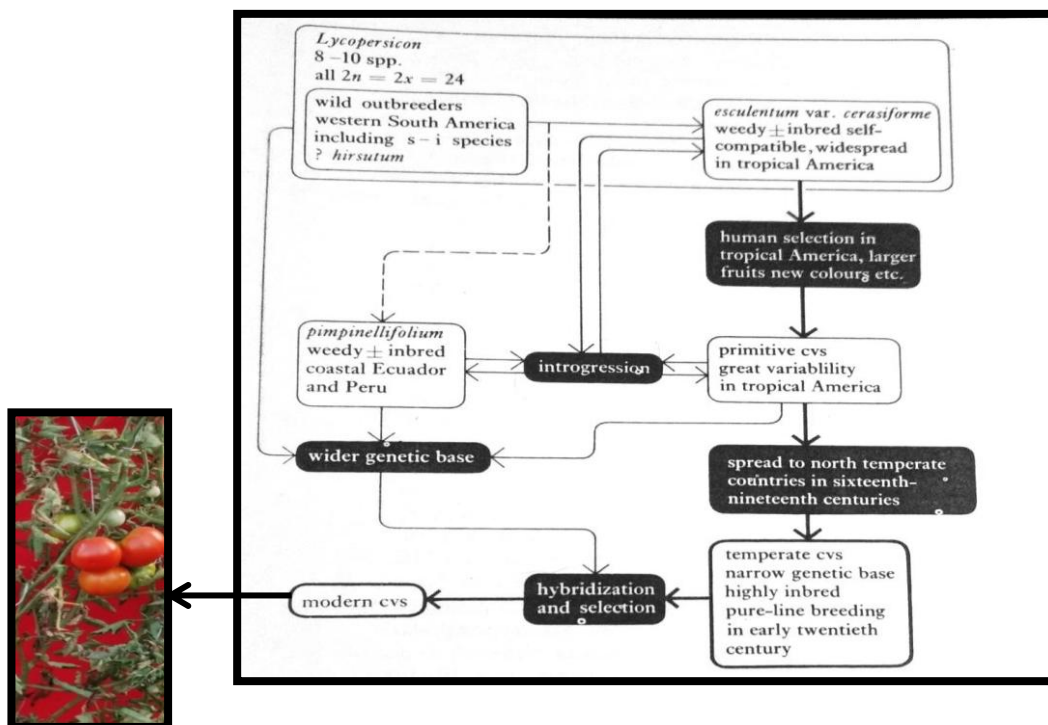 Lycopersicon
8–10 spp.
all 2n = 2x = 24
wild outbreeders
western South America
including s–i species
? hirsutum
esculentum var. cerasiforme
weedy ± inbred self-
compatible, widespread
in tropical America
human selection in
tropical America, larger
fruits new colours etc.
pimpinellifolium
weedy ± inbred
coastal Ecuador
and Peru
introgression
primitive cvs
great variablility
in tropical America
wider genetic base
spread to north temperate
countries in sixteenth-
nineteenth centuries
temperate cvs
narrow genetic base
highly inbred
pure-line breeding
in early twentieth
century
hybridization
and selection
modern cvs